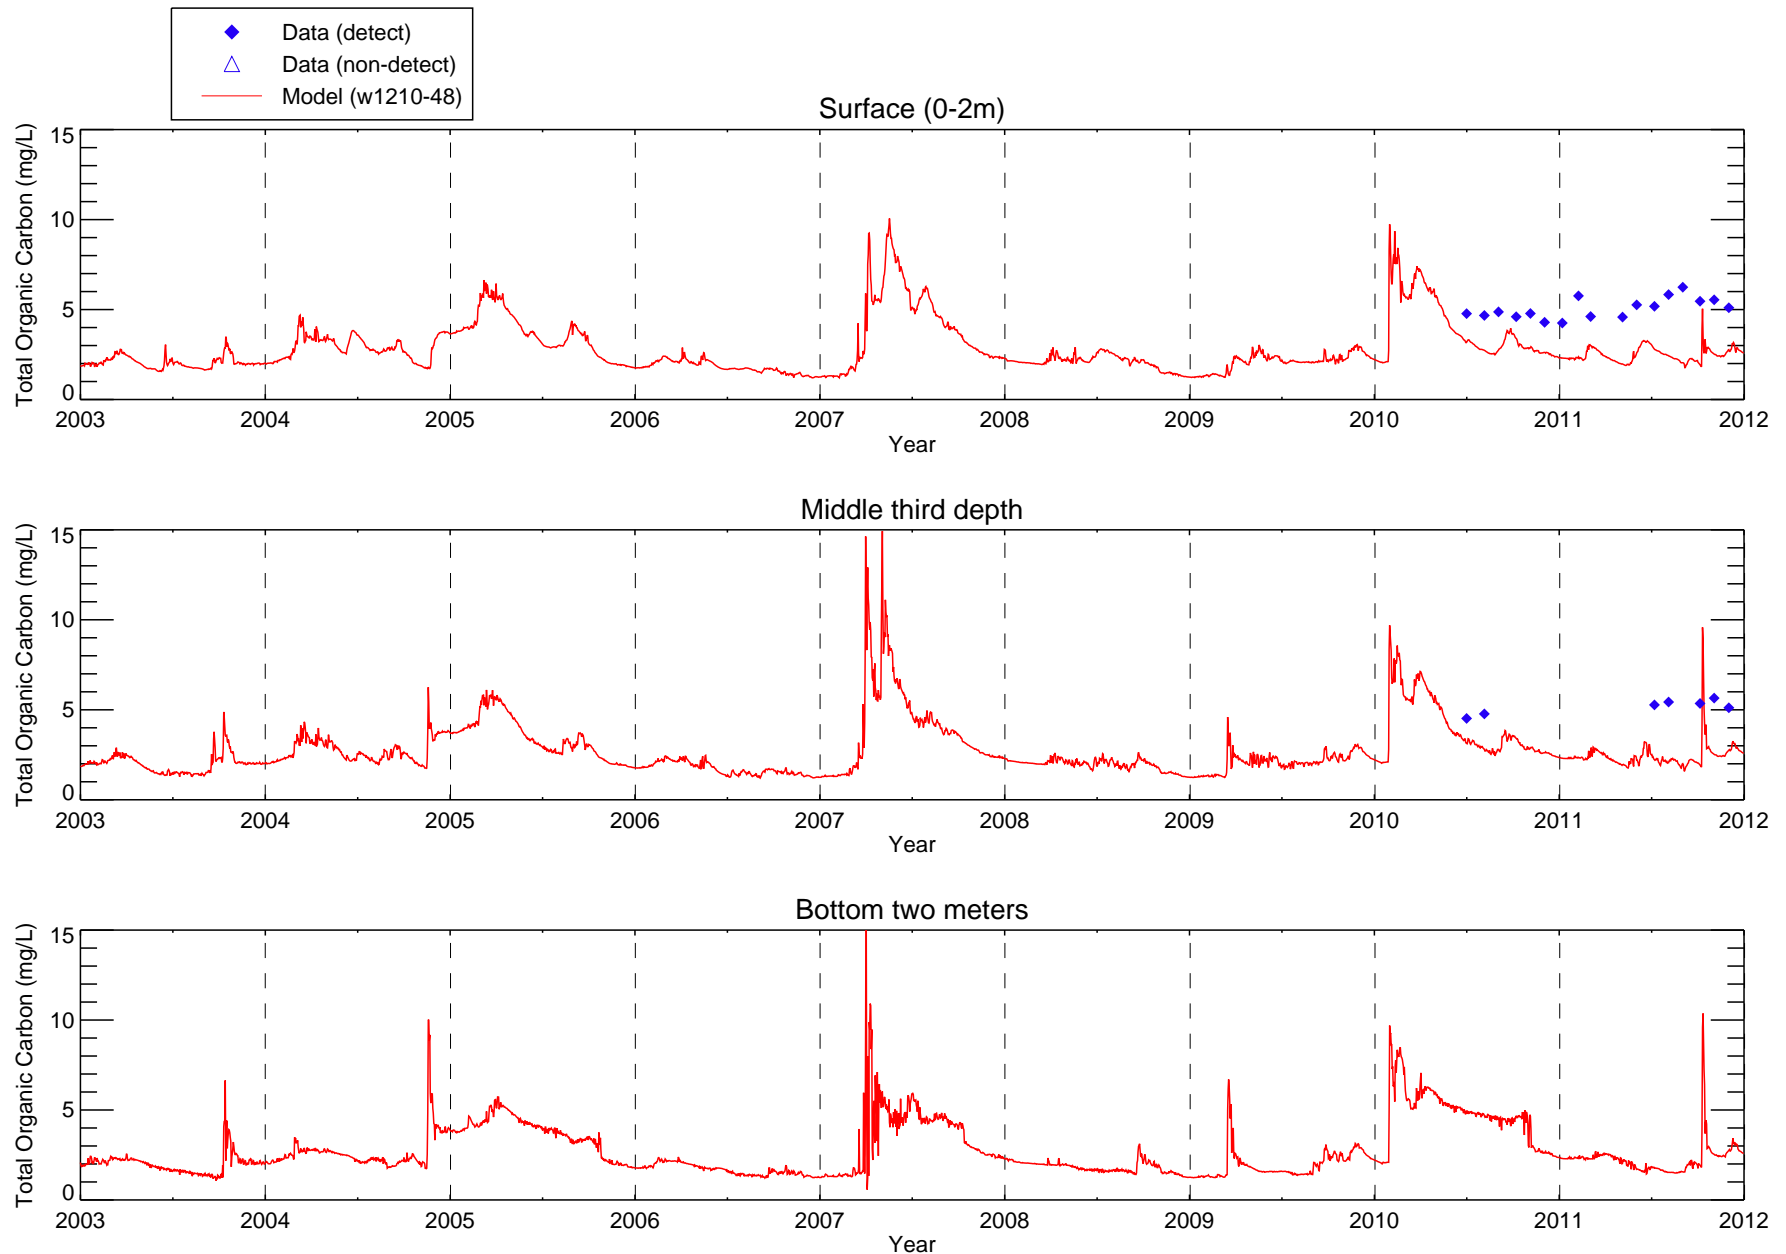 Data (detect)
Data (non-detect)
Model (w1210-48)
Surface (0-2m)
Total Organic Carbon (mg/L)
15
10
5
0
2003 2004 2005 2006 2007 2008 2009 2010 2011 2012
Year
Middle third depth
Total Organic Carbon (mg/L)
15
10
5
0
2003 2004 2005 2006 2007 2008 2009 2010 2011 2012
Year
Bottom two meters
Total Organic Carbon (mg/L)
15
10
5
0
2003 2004 2005 2006 2007 2008 2009 2010 2011 2012
Year